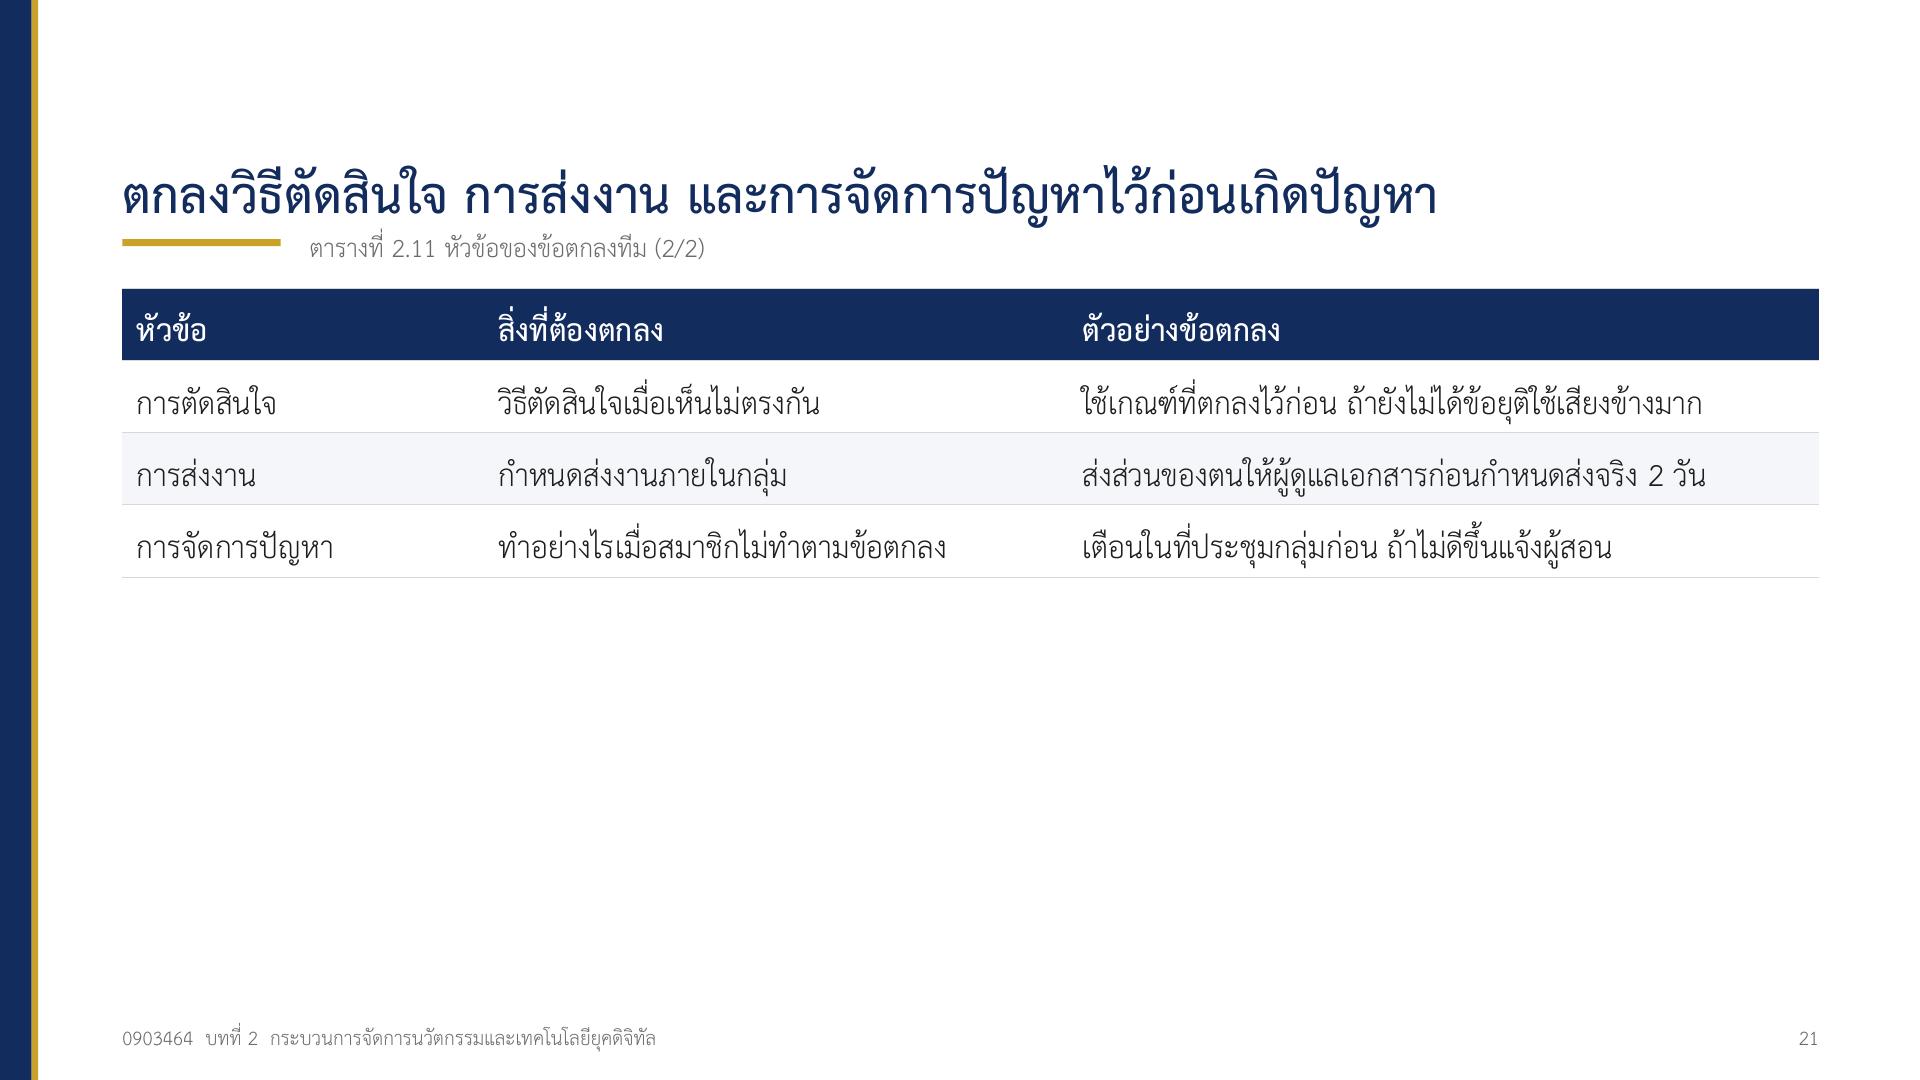 ตกลงวิธีตัดสินใจ การส่งงาน และการจัดการปัญหาไว้ก่อนเกิดปัญหา
ตารางที่ 2.11 หัวข้อของข้อตกลงทีม (2/2)
หัวข้อ สิ่งที่ต้องตกลง ตัวอย่างข้อตกลง
การตัดสินใจ วิธีตัดสินใจเมื่อเห็นไม่ตรงกัน ใช้เกณฑ์ที่ตกลงไว้ก่อน ถ้ายังไม่ได้ข้อยุติใช้เสียงข้างมาก
การส่งงาน กำหนดส่งงานภายในกลุ่ม ส่งส่วนของตนให้ผู้ดูแลเอกสารก่อนกำหนดส่งจริง 2 วัน
การจัดการปัญหา ทำอย่างไรเมื่อสมาชิกไม่ทำตามข้อตกลง เตือนในที่ประชุมกลุ่มก่อน ถ้าไม่ดีขึ้นแจ้งผู้สอน
0903464 บทที่ 2 กระบวนการจัดการนวัตกรรมและเทคโนโลยียุคดิจิทัล 21